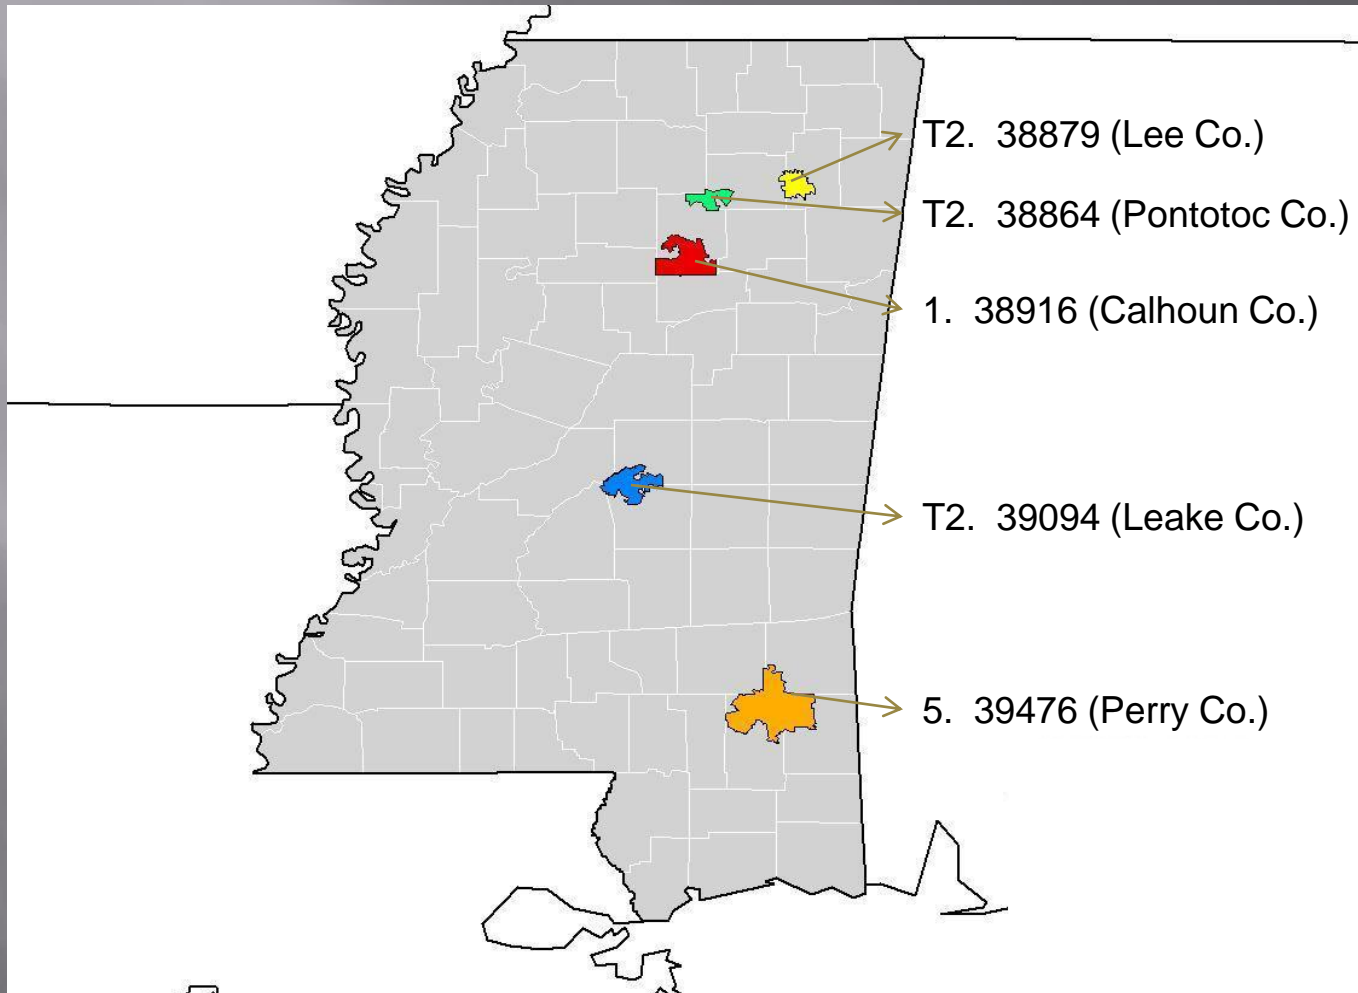 T2.  38879 (Lee Co.)
T2.  38864 (Pontotoc Co.)
1.  38916 (Calhoun Co.)
T2.  39094 (Leake Co.)
5.  39476 (Perry Co.)